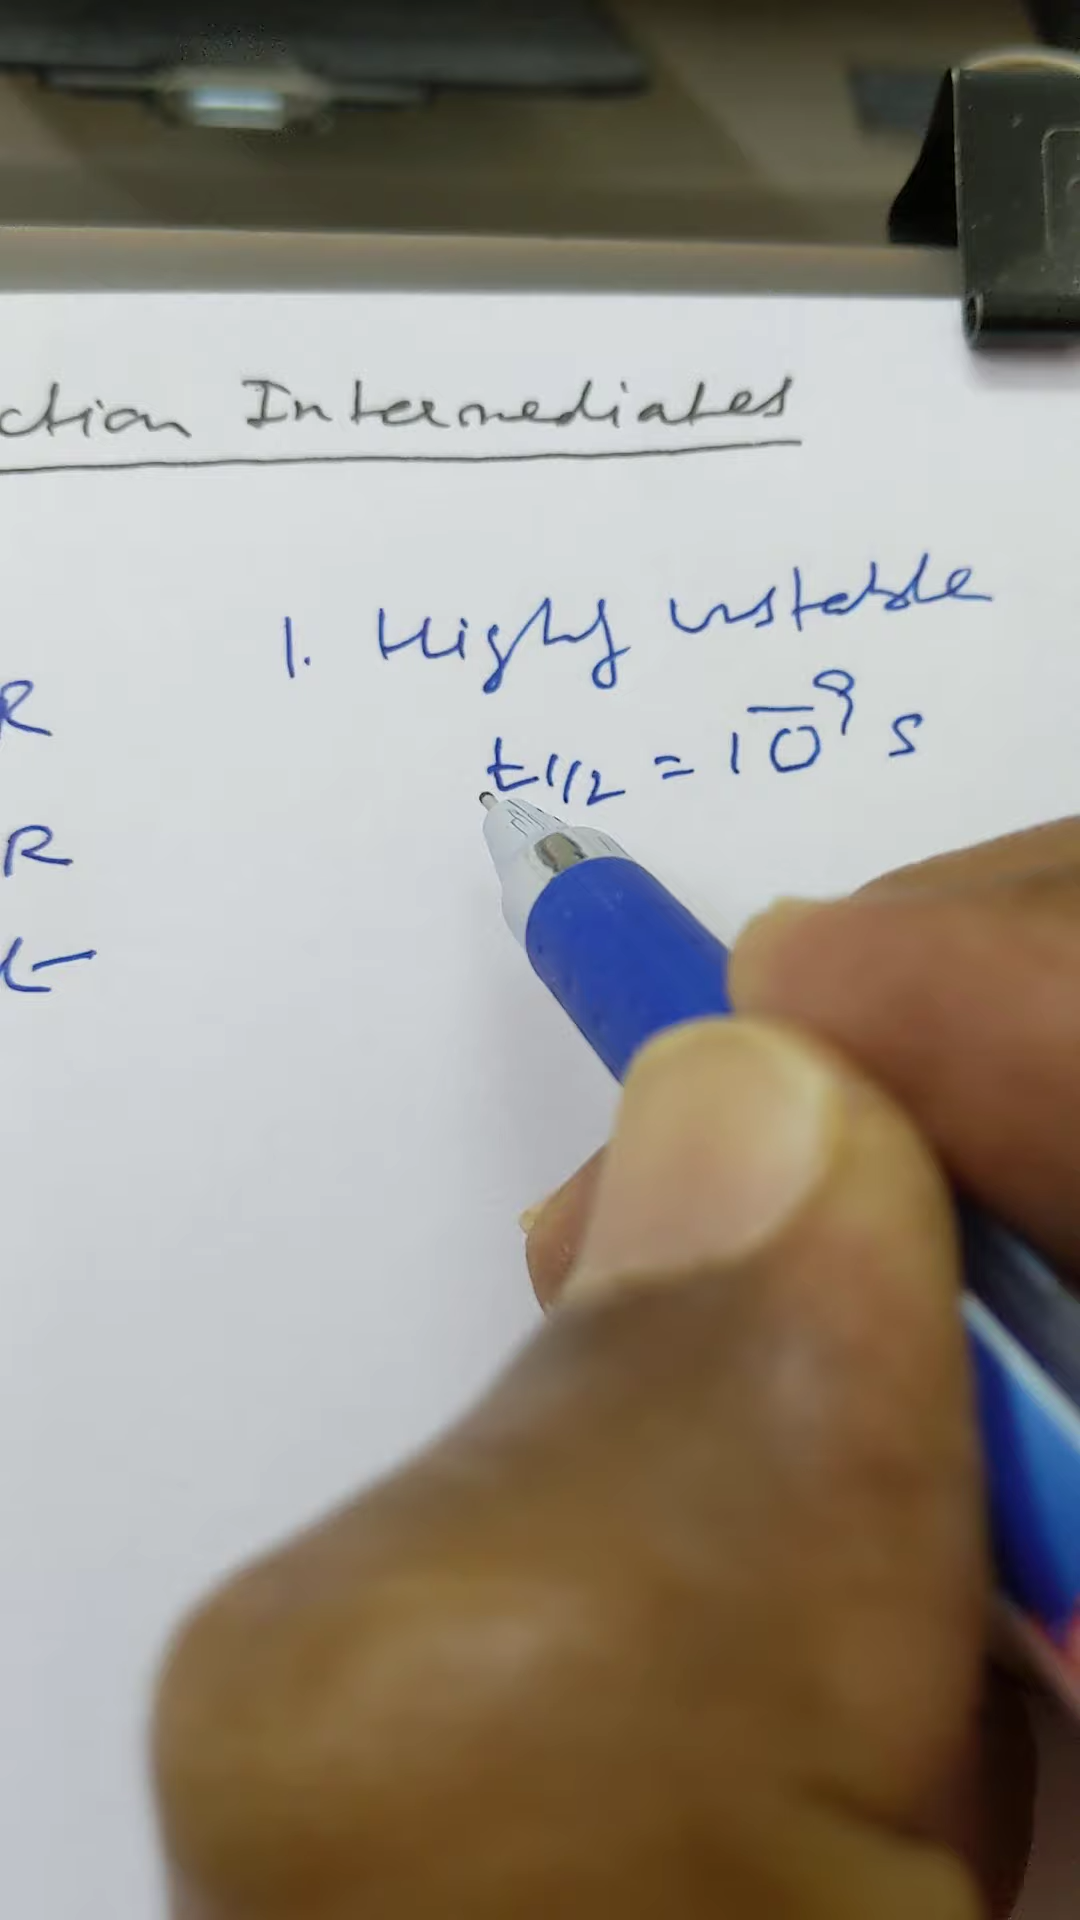 ction Intermediates
1. Highly unstable
R
t1/2 = 10⁻⁹ s
R